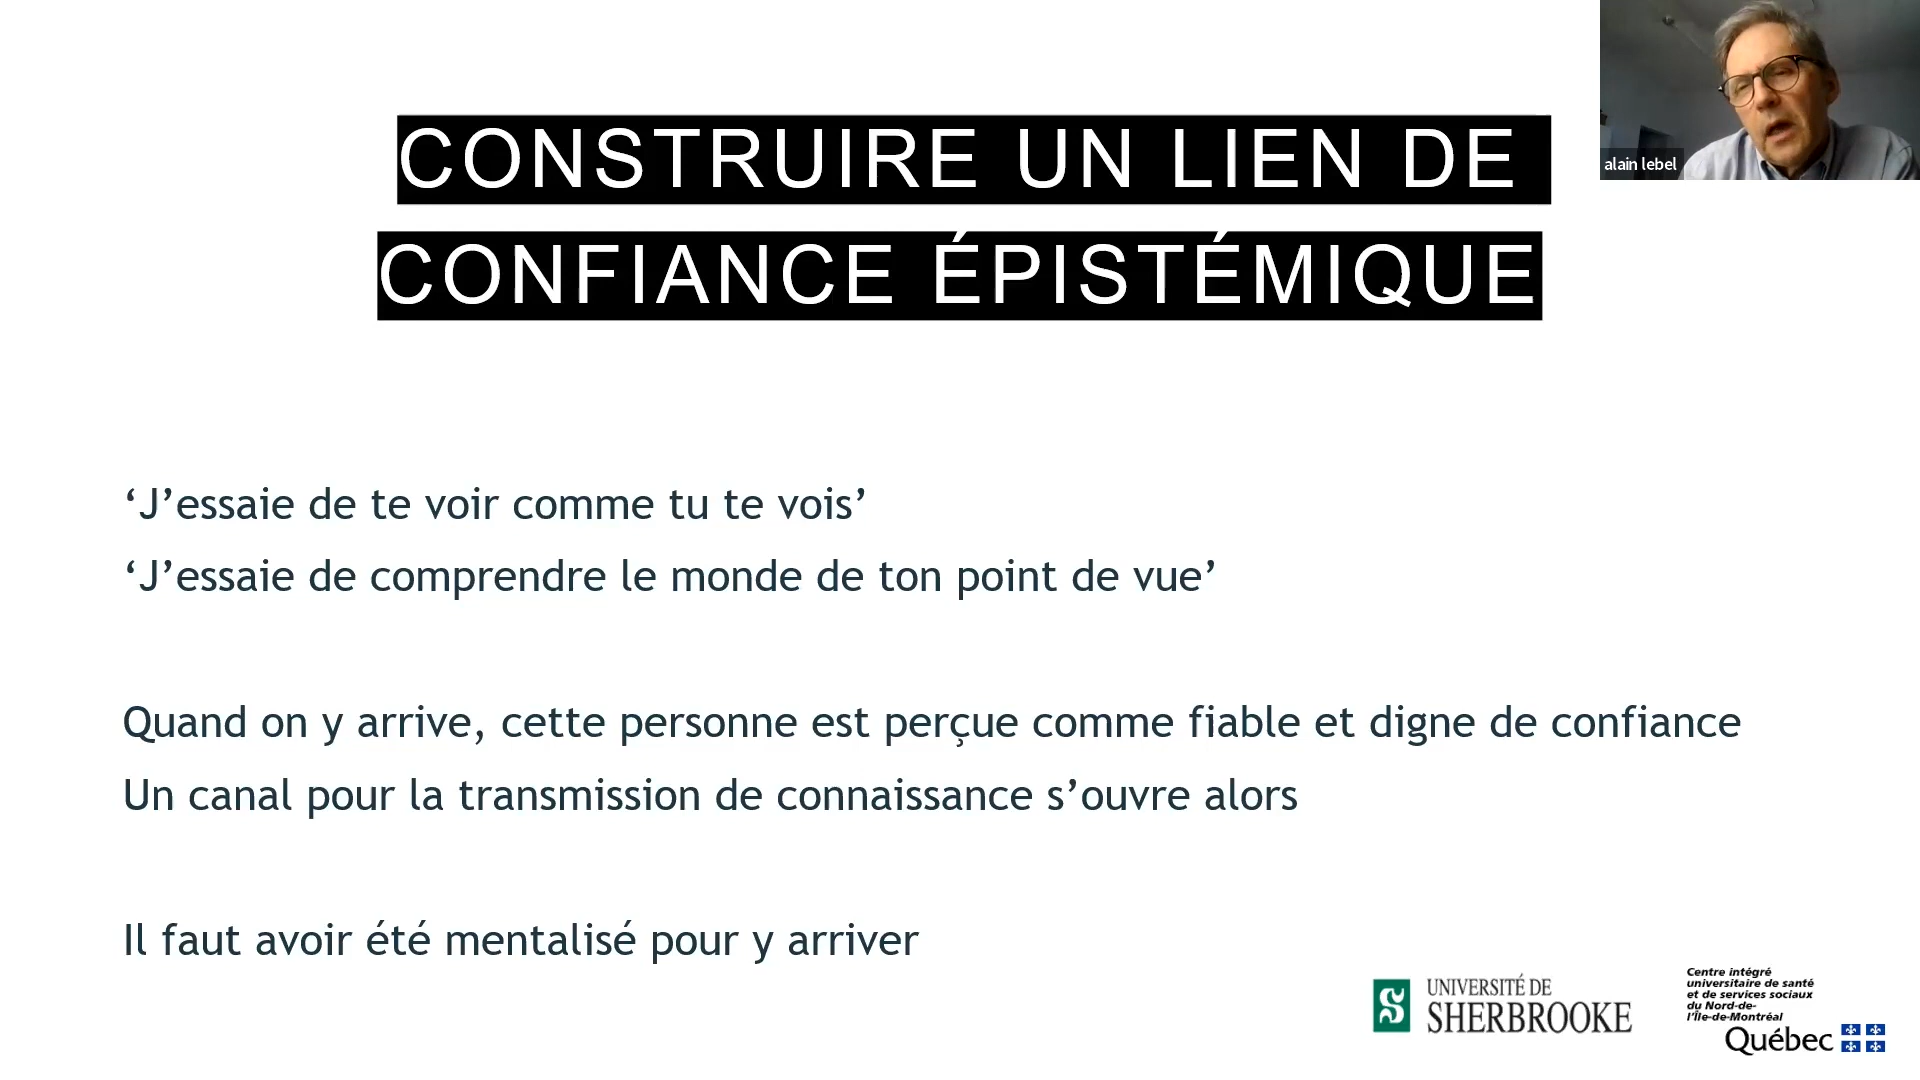 CONSTRUIRE UN LIEN DE
CONFIANCE ÉPISTÉMIQUE
alain lebel
‘J’essaie de te voir comme tu te vois’
‘J’essaie de comprendre le monde de ton point de vue’
Quand on y arrive, cette personne est perçue comme fiable et digne de confiance
Un canal pour la transmission de connaissance s’ouvre alors
Il faut avoir été mentalisé pour y arriver
UNIVERSITÉ DE
SHERBROOKE
Centre intégré
universitaire de santé
et de services sociaux
du Nord-de-
l’Île-de-Montréal
Québec